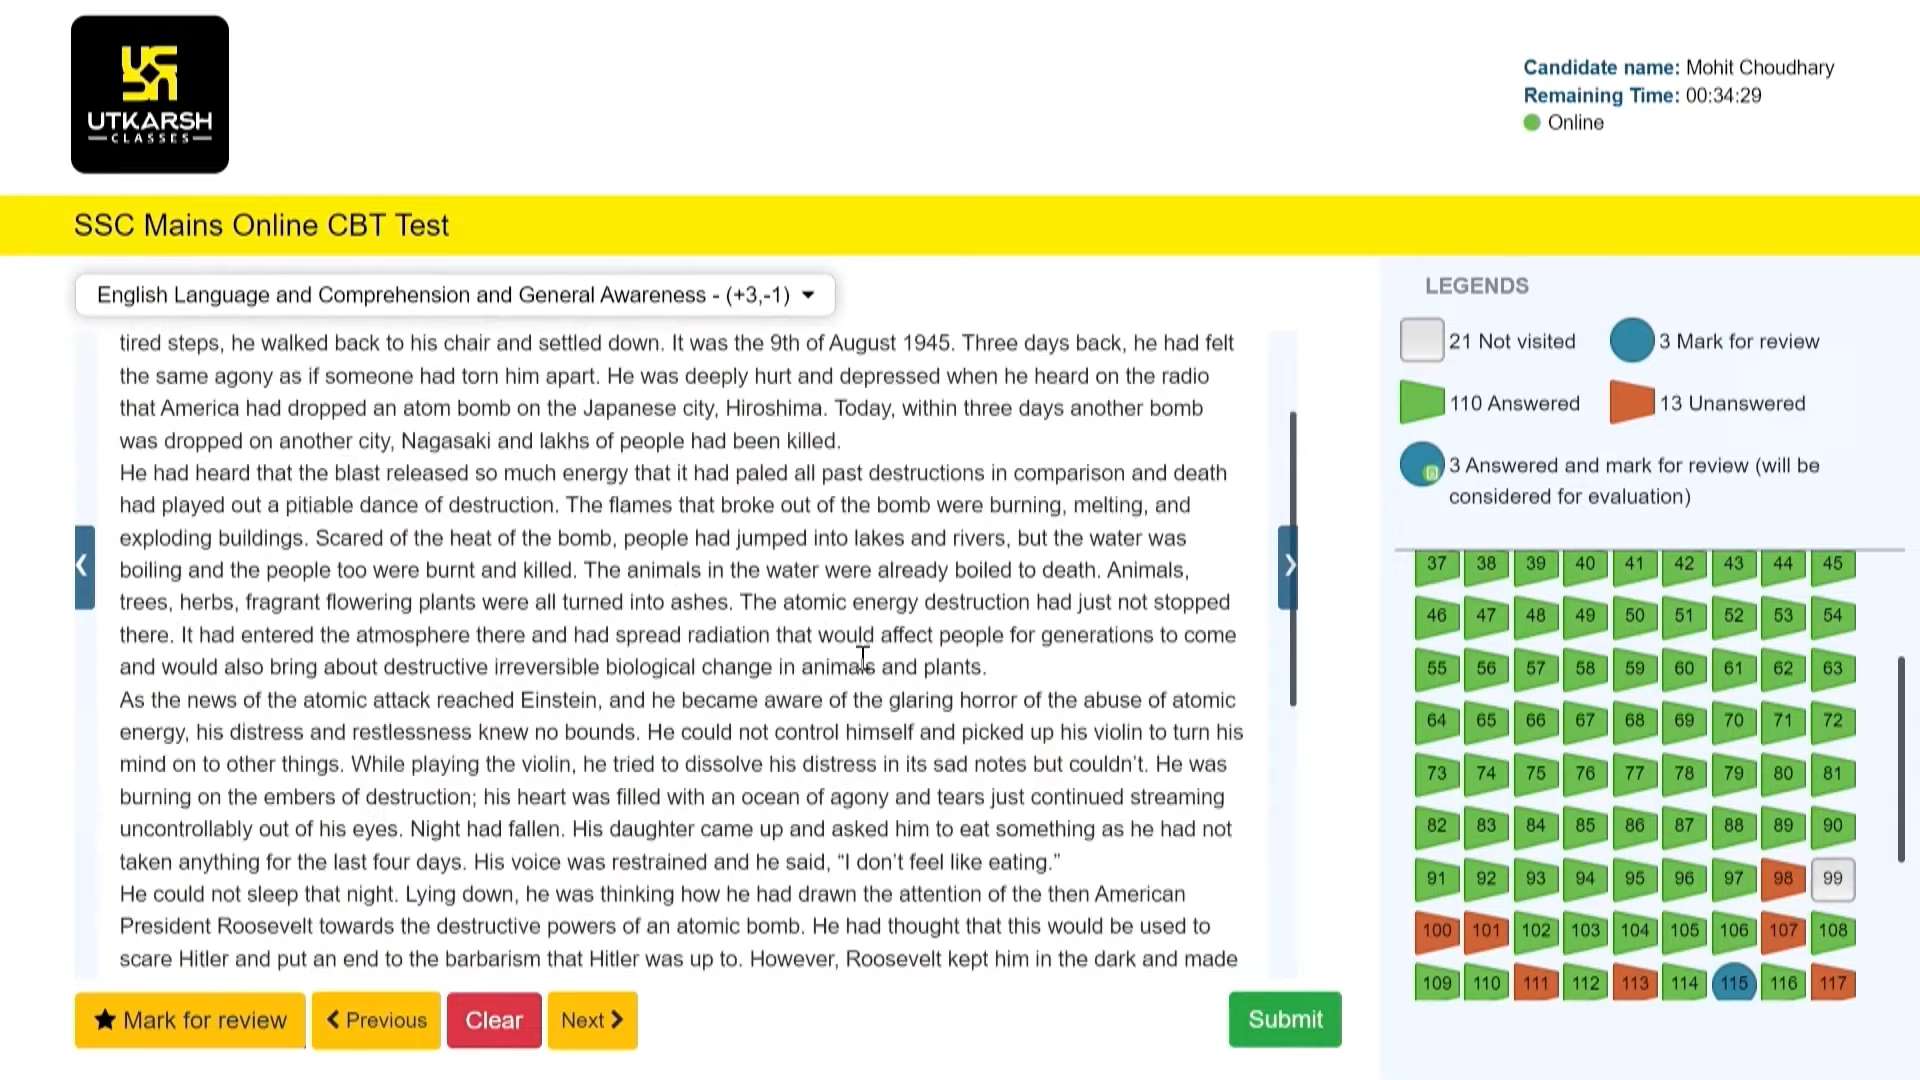 UTKARSH
CLASSES
Candidate name: Mohit Choudhary
Remaining Time: 00:34:29
Online
SSC Mains Online CBT Test
English Language and Comprehension and General Awareness - (+3,-1)
tired steps, he walked back to his chair and settled down. It was the 9th of August 1945. Three days back, he had felt
the same agony as if someone had torn him apart. He was deeply hurt and depressed when he heard on the radio
that America had dropped an atom bomb on the Japanese city, Hiroshima. Today, within three days another bomb
was dropped on another city, Nagasaki and lakhs of people had been killed.
He had heard that the blast released so much energy that it had paled all past destructions in comparison and death
had played out a pitiable dance of destruction. The flames that broke out of the bomb were burning, melting, and
exploding buildings. Scared of the heat of the bomb, people had jumped into lakes and rivers, but the water was
boiling and the people too were burnt and killed. The animals in the water were already boiled to death. Animals,
trees, herbs, fragrant flowering plants were all turned into ashes. The atomic energy destruction had just not stopped
there. It had entered the atmosphere there and had spread radiation that would affect people for generations to come
and would also bring about destructive irreversible biological change in animals and plants.
As the news of the atomic attack reached Einstein, and he became aware of the glaring horror of the abuse of atomic
energy, his distress and restlessness knew no bounds. He could not control himself and picked up his violin to turn his
mind on to other things. While playing the violin, he tried to dissolve his distress in its sad notes but couldn't. He was
burning on the embers of destruction; his heart was filled with an ocean of agony and tears just continued streaming
uncontrollably out of his eyes. Night had fallen. His daughter came up and asked him to eat something as he had not
taken anything for the last four days. His voice was restrained and he said, “I don't feel like eating.”
He could not sleep that night. Lying down, he was thinking how he had drawn the attention of the then American
President Roosevelt towards the destructive powers of an atomic bomb. He had thought that this would be used to
scare Hitler and put an end to the barbarism that Hitler was up to. However, Roosevelt kept him in the dark and made
Mark for review
Previous
Clear
Next
Submit
LEGENDS
21 Not visited
3 Mark for review
110 Answered
13 Unanswered
3 Answered and mark for review (will be
considered for evaluation)
37 38 39 40 41 42 43 44 45
46 47 48 49 50 51 52 53 54
55 56 57 58 59 60 61 62 63
64 65 66 67 68 69 70 71 72
73 74 75 76 77 78 79 80 81
82 83 84 85 86 87 88 89 90
91 92 93 94 95 96 97 98 99
100 101 102 103 104 105 106 107 108
109 110 111 112 113 114 115 116 117